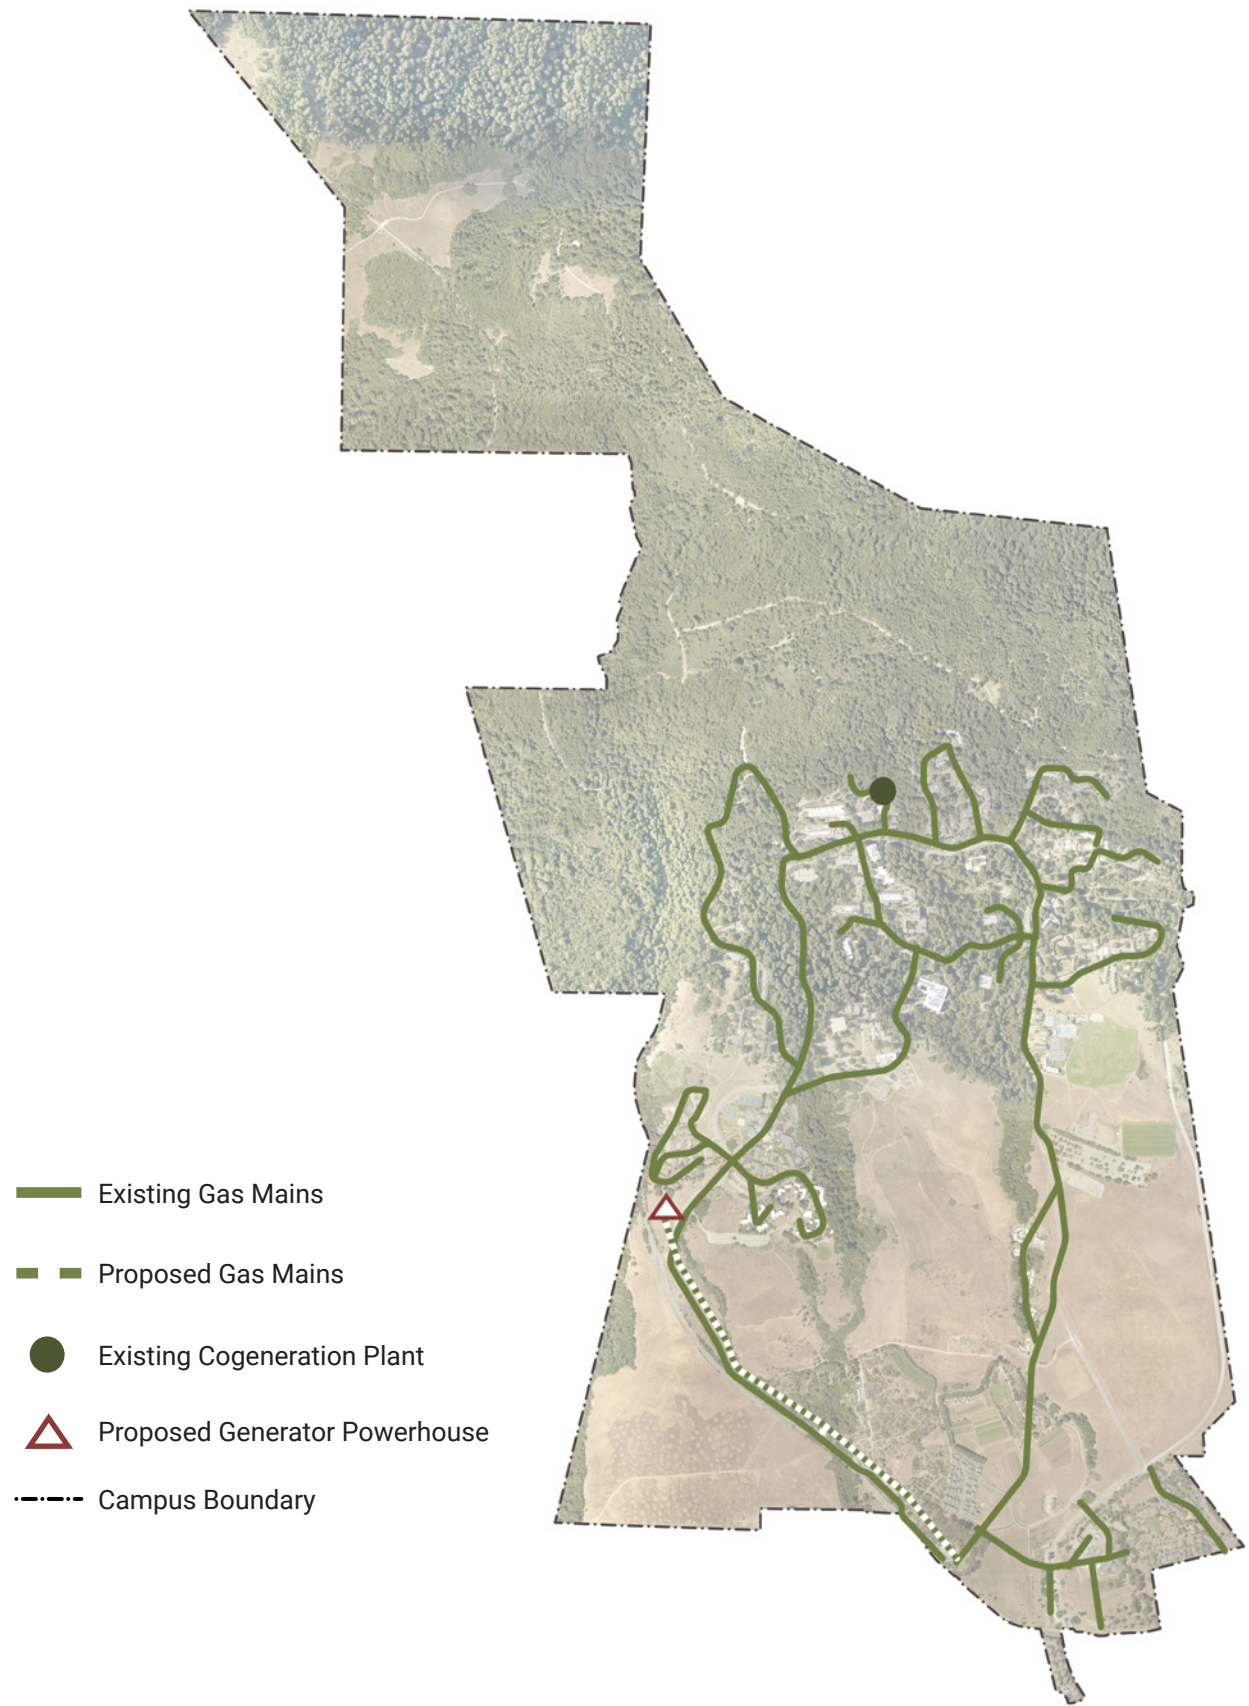 Existing Gas Mains
Proposed Gas Mains
Existing Cogeneration Plant
Proposed Generator Powerhouse
Campus Boundary